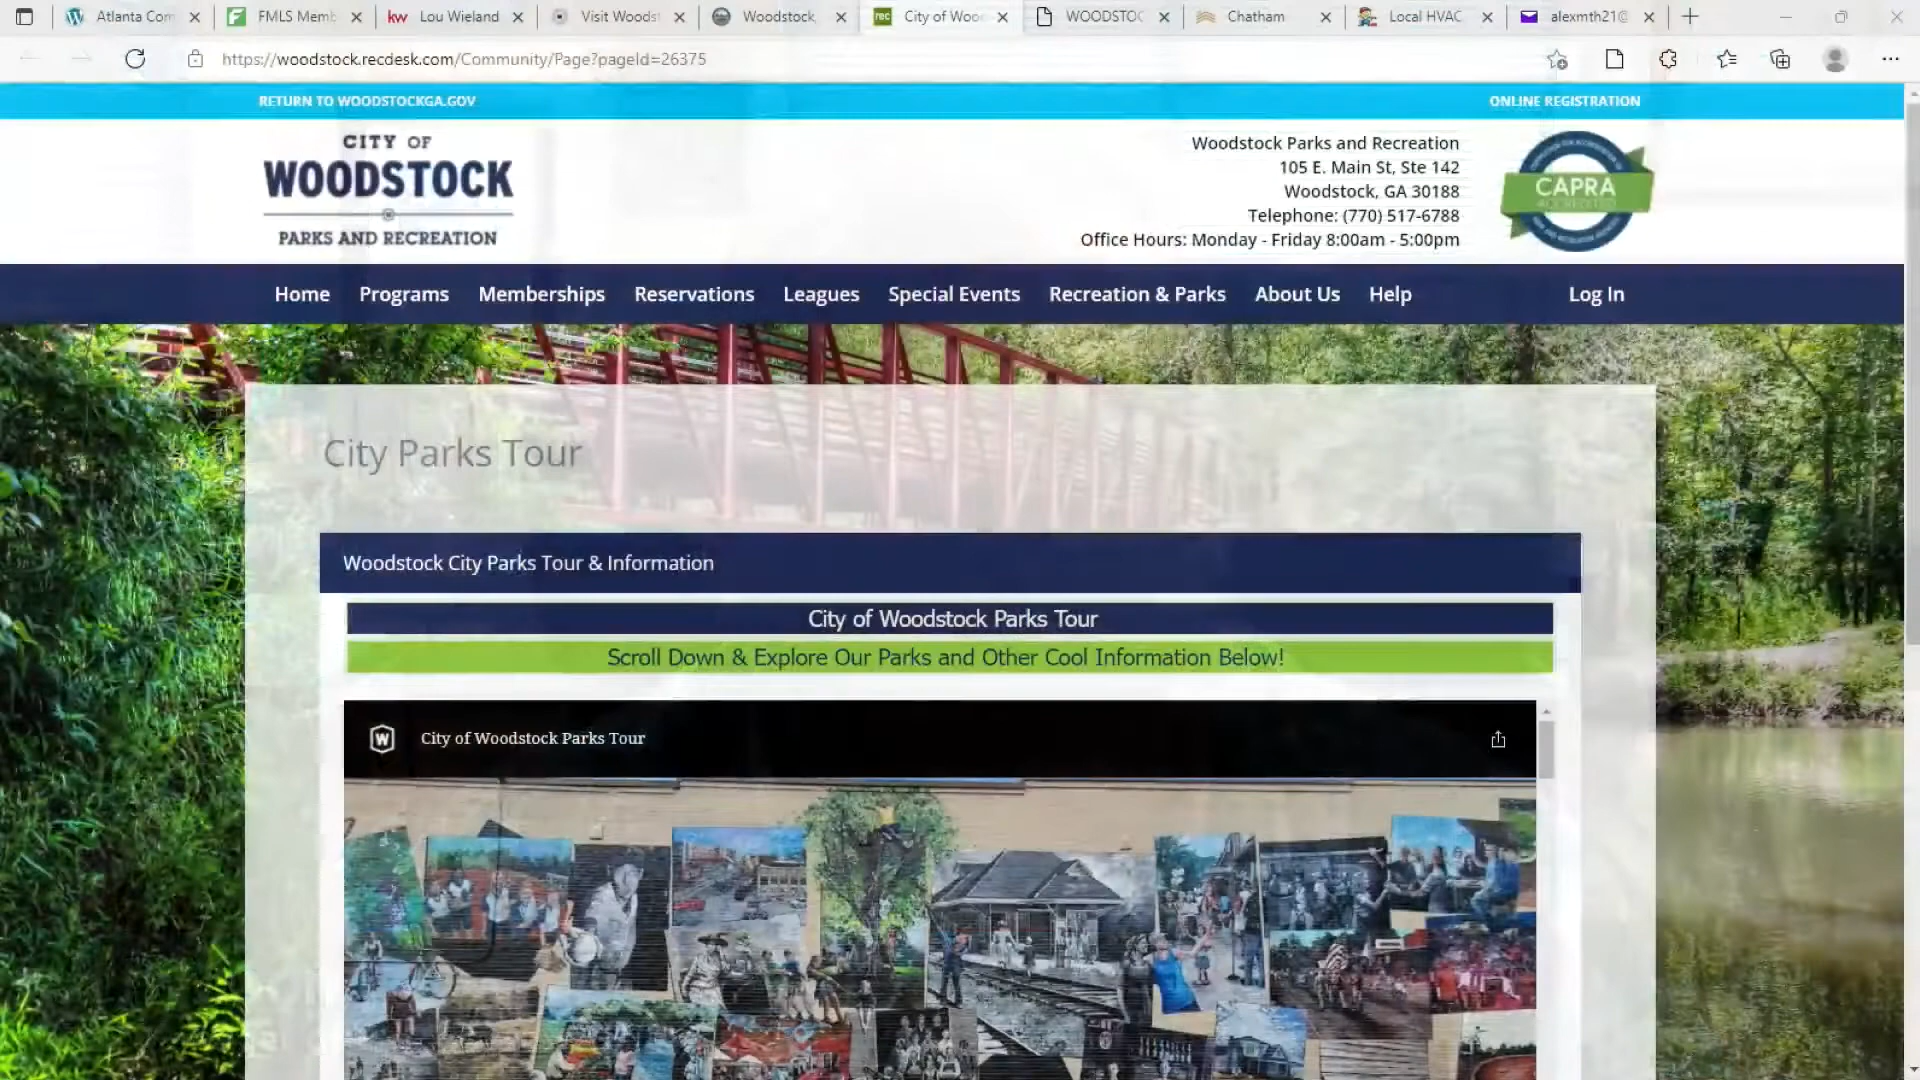 Atlanta Com
FMLS Memb
Lou Wieland
Visit Woodst
Woodstock,
City of Woo
WOODSTOC
Chatham
Local HVAC
alexmth21@
https://woodstock.recdesk.com/Community/Page?pageId=26375
RETURN TO WOODSTOCKGA.GOV
ONLINE REGISTRATION
CITY OF
WOODSTOCK
PARKS AND RECREATION
Woodstock Parks and Recreation
105 E. Main St, Ste 142
Woodstock, GA 30188
Telephone: (770) 517-6788
Office Hours: Monday - Friday 8:00am - 5:00pm
CAPRA
ACCREDITED
Home Programs Memberships Reservations Leagues Special Events Recreation & Parks About Us Help Log In
City Parks Tour
Woodstock City Parks Tour & Information
City of Woodstock Parks Tour
Scroll Down & Explore Our Parks and Other Cool Information Below!
W City of Woodstock Parks Tour